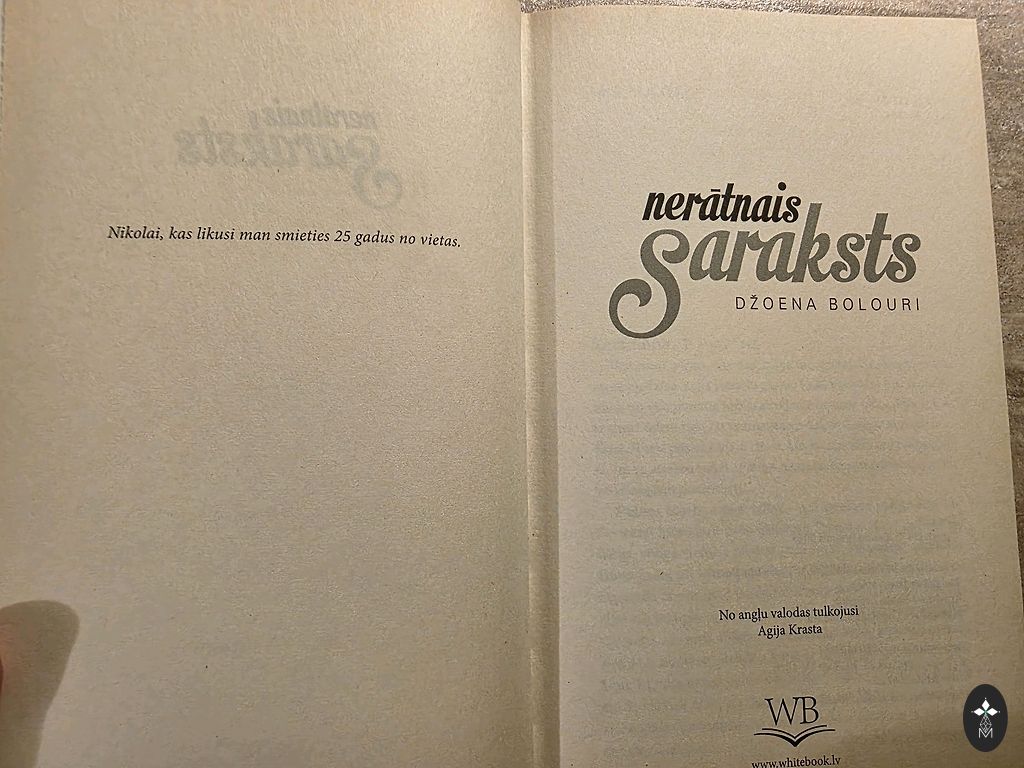 Nikolai, kas likusi man smieties 25 gadus no vietas.
nerātnais
saraksts
DŽOENA BOLOURI
No angļu valodas tulkojusi
Agija Krasta
WB
www.whitebook.lv
M